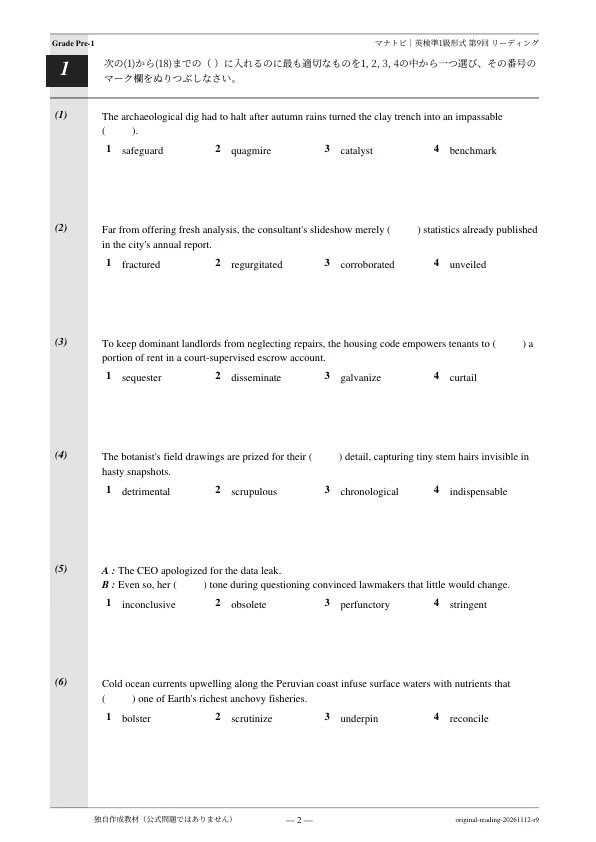 Grade Pre-1 マナトビ｜英検準1級形式 第9回 リーディング
1 次の(1)から(18)までの（ ）に入れるのに最も適切なものを1, 2, 3, 4の中から一つ選び、その番号の
マーク欄をぬりつぶしなさい。
(1) The archaeological dig had to halt after autumn rains turned the clay trench into an impassable
( ).
1 safeguard 2 quagmire 3 catalyst 4 benchmark
(2) Far from offering fresh analysis, the consultant's slideshow merely ( ) statistics already published
in the city's annual report.
1 fractured 2 regurgitated 3 corroborated 4 unveiled
(3) To keep dominant landlords from neglecting repairs, the housing code empowers tenants to ( ) a
portion of rent in a court-supervised escrow account.
1 sequester 2 disseminate 3 galvanize 4 curtail
(4) The botanist's field drawings are prized for their ( ) detail, capturing tiny stem hairs invisible in
hasty snapshots.
1 detrimental 2 scrupulous 3 chronological 4 indispensable
(5) A : The CEO apologized for the data leak.
B : Even so, her ( ) tone during questioning convinced lawmakers that little would change.
1 inconclusive 2 obsolete 3 perfunctory 4 stringent
(6) Cold ocean currents upwelling along the Peruvian coast infuse surface waters with nutrients that
( ) one of Earth's richest anchovy fisheries.
1 bolster 2 scrutinize 3 underpin 4 reconcile
独自作成教材（公式問題ではありません） — 2 — original-reading-20261112-r9